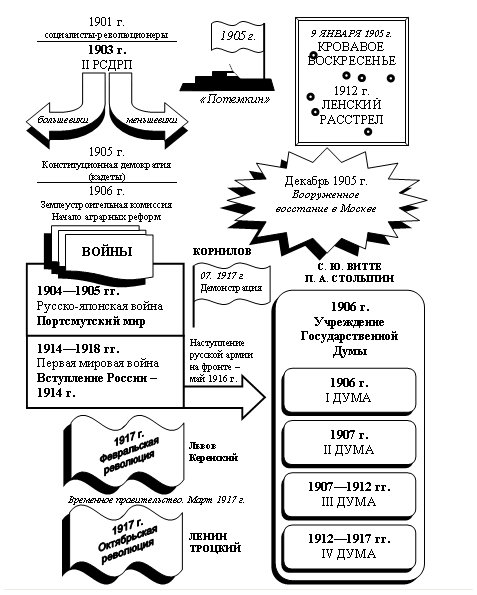 1901 г.
социалисты-революционеры
1903 г.
II РСДРП
большевики
меньшевики
1905 г.
Конституционная демократия
(кадеты)
1906 г.
Землеустроительная комиссия
Начало аграрных реформ
1905 г.
«Потемкин»
9 ЯНВАРЯ 1905 г.
КРОВАВОЕ
ВОСКРЕСЕНЬЕ
1912 г.
ЛЕНСКИЙ
РАССТРЕЛ
Декабрь 1905 г.
Вооруженное
восстание в Москве
ВОЙНЫ
1904—1905 гг.
Русско-японская война
Портсмутский мир
1914—1918 гг.
Первая мировая война
Вступление России –
1914 г.
КОРНИЛОВ
07. 1917 г
Демонстрация
Наступление
русской армии
на фронте –
май 1916 г.
С. Ю. ВИТТЕ
П. А. СТОЛЫПИН
1906 г.
Учреждение
Государственной
Думы
1906 г.
I ДУМА
1907 г.
II ДУМА
1907—1912 гг.
III ДУМА
1912—1917 гг.
IV ДУМА
1917 г.
Февральская
революция
Львов
Керенский
Временное правительство. Март 1917 г.
1917 г.
Октябрьская
революция
ЛЕНИН
ТРОЦКИЙ